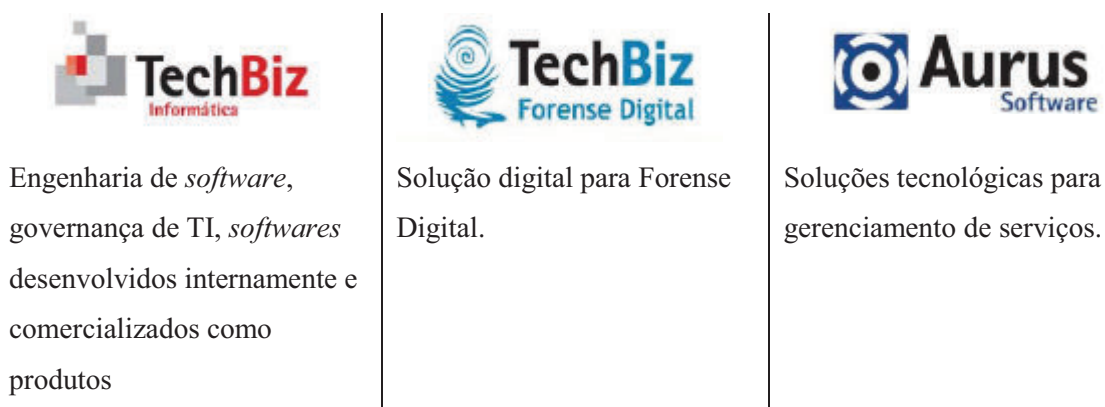 TechBiz
Informática
Engenharia de software,
governança de TI, softwares
desenvolvidos internamente e
comercializados como
produtos
TechBiz
Forense Digital
Solução digital para Forense
Digital.
Aurus
Software
Soluções tecnológicas para
gerenciamento de serviços.